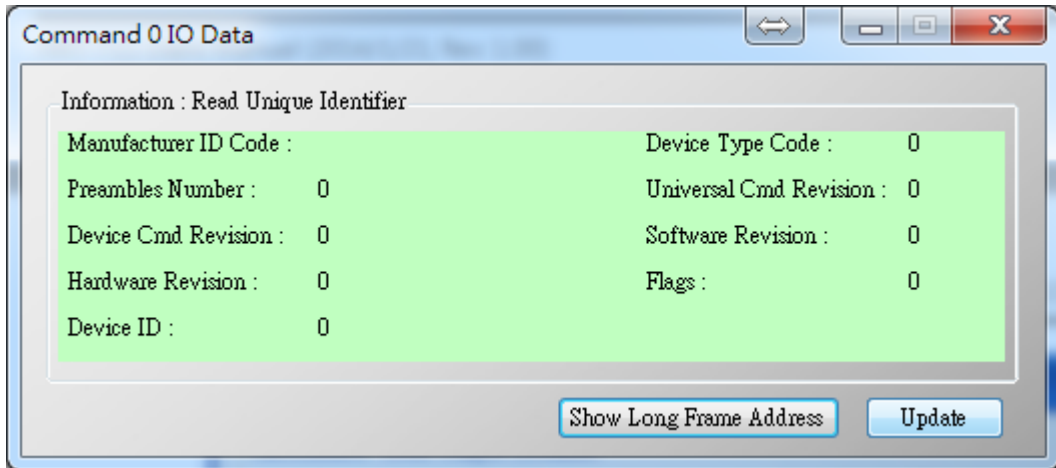 Command 0 IO Data
Information : Read Unique Identifier
Manufacturer ID Code :
Device Type Code : 0
Preambles Number : 0
Universal Cmd Revision : 0
Device Cmd Revision : 0
Software Revision : 0
Hardware Revision : 0
Flags : 0
Device ID : 0
Show Long Frame Address
Update